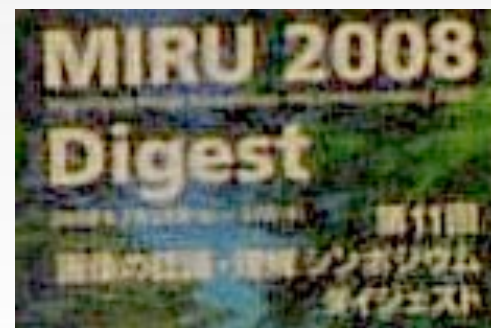 MIRU 2008
Digest
第11回
画像の認識・理解 シンポジウム
ダイジェスト